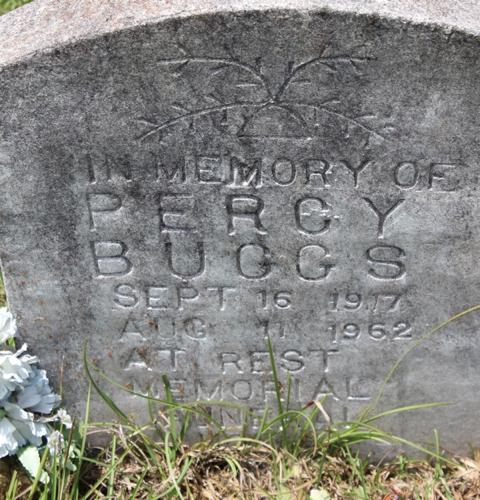 IN MEMORY OF
PERCY
BUGGS
SEPT 16 1917
AUG 11 1962
AT REST
MEMORIAL